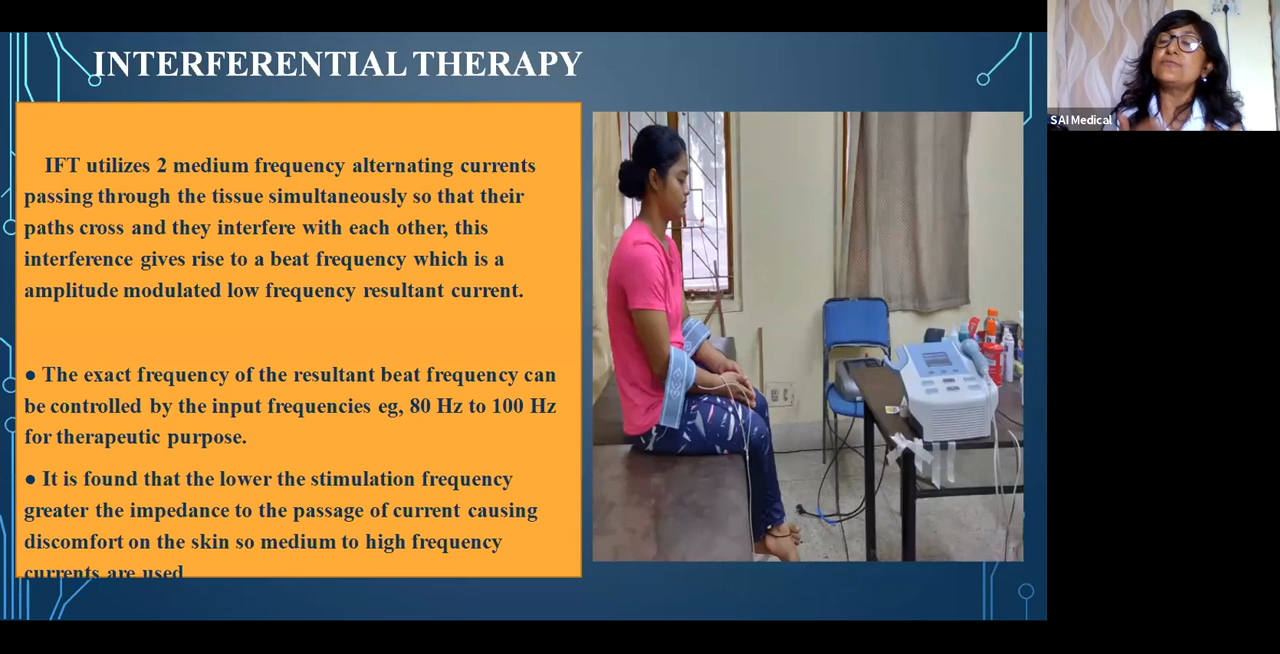 INTERFERENTIAL THERAPY
IFT utilizes 2 medium frequency alternating currents
passing through the tissue simultaneously so that their
paths cross and they interfere with each other, this
interference gives rise to a beat frequency which is a
amplitude modulated low frequency resultant current.
● The exact frequency of the resultant beat frequency can
be controlled by the input frequencies eg, 80 Hz to 100 Hz
for therapeutic purpose.
● It is found that the lower the stimulation frequency
greater the impedance to the passage of current causing
discomfort on the skin so medium to high frequency
currents are used
SAI Medical